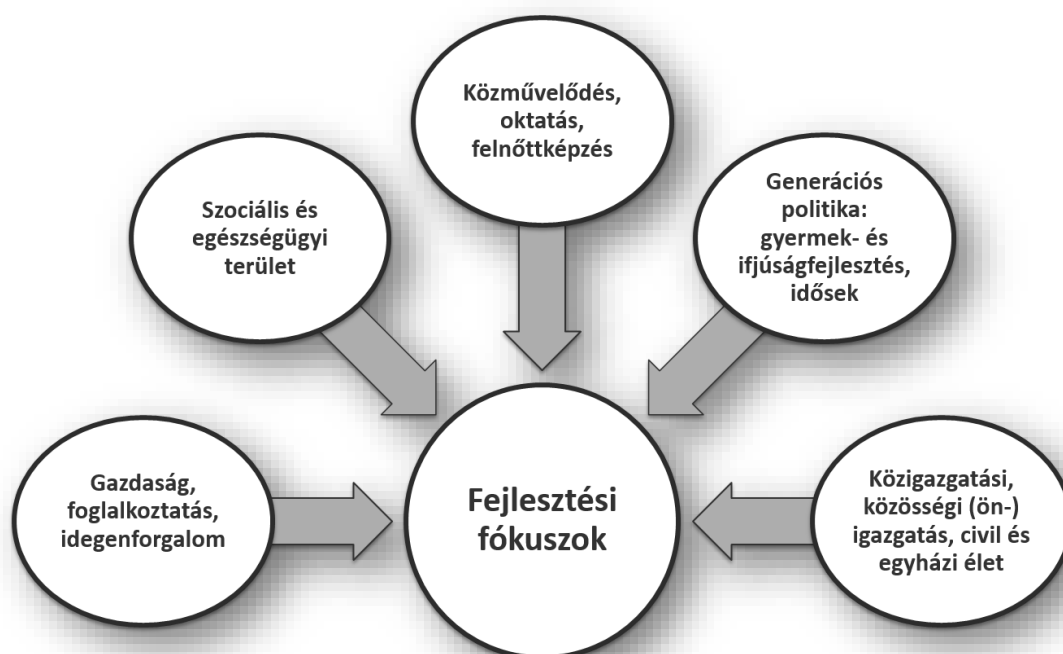 Közművelődés,
oktatás,
felnőttképzés
Szociális és
egészségügyi
terület
Generációs
politika:
gyermek- és
ifjúságfejlesztés,
idősek
Gazdaság,
foglalkoztatás,
idegenforgalom
Fejlesztési
fókuszok
Közigazgatási,
közösségi (ön-)
igazgatás, civil és
egyházi élet